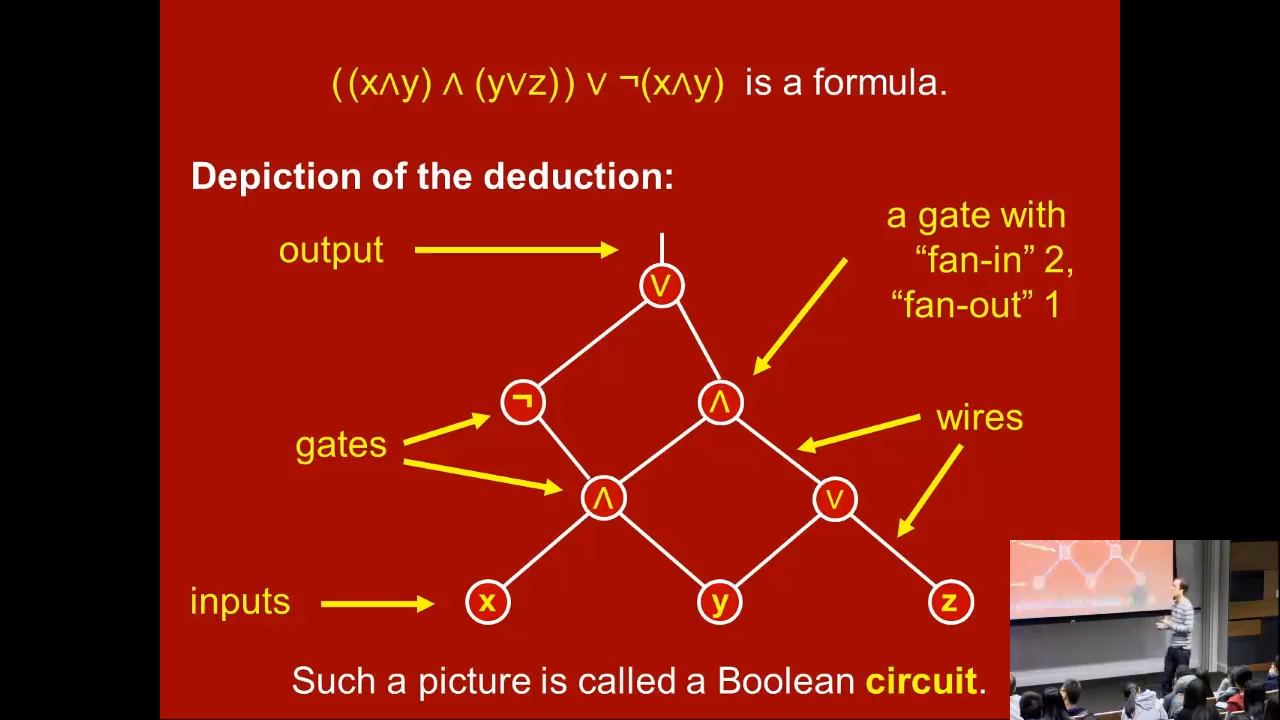 ((x∧y) ∧ (y∨z)) ∨ ¬(x∧y) is a formula.
Depiction of the deduction:
a gate with
“fan-in” 2,
“fan-out” 1
output
∨
¬
∧
gates
wires
∧
∨
inputs
x
y
z
Such a picture is called a Boolean circuit.